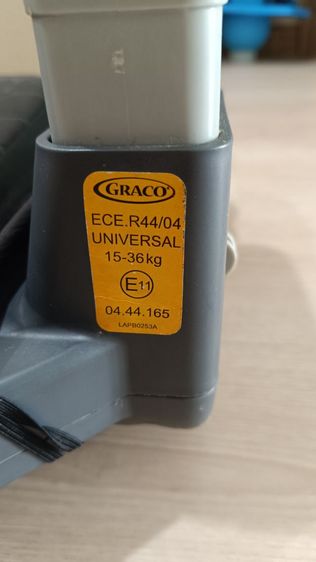 GRACO
ECE.R44/04
UNIVERSAL
15-36kg
E11
04.44.165
LAPB0253A